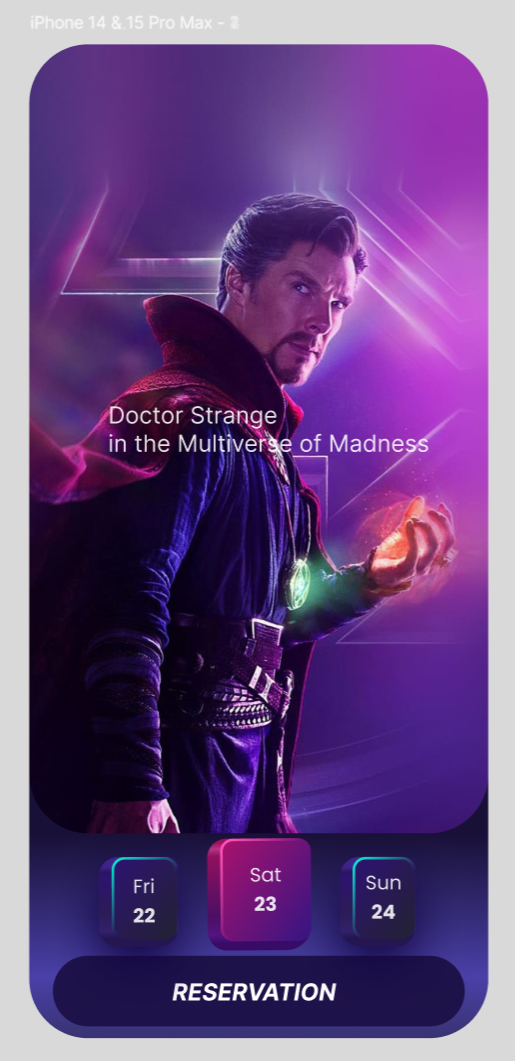 iPhone 14 & 15 Pro Max -
Doctor Strange
in the Multiverse of Madness
Fri
22
Sat
23
Sun
24
RESERVATION